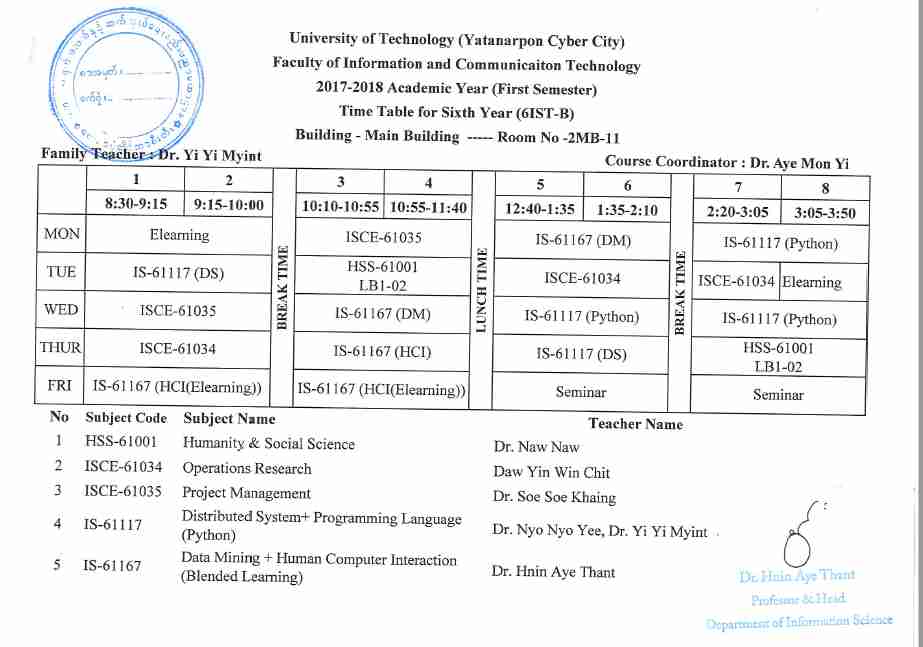 University of Technology (Yatanarpon Cyber City)
Faculty of Information and Communicaiton Technology
2017-2018 Academic Year (First Semester)
Time Table for Sixth Year (6IST-B)
Building - Main Building ----- Room No -2MB-11
Family Teacher : Dr. Yi Yi Myint
Course Coordinator : Dr. Aye Mon Yi
1 2 3 4 5 6 7 8
8:30-9:15 9:15-10:00 10:10-10:55 10:55-11:40 12:40-1:35 1:35-2:10 2:20-3:05 3:05-3:50
BREAK TIME
LUNCH TIME
BREAK TIME
MON Elearning ISCE-61035 IS-61167 (DM) IS-61117 (Python)
TUE IS-61117 (DS) HSS-61001 LB1-02 ISCE-61034 ISCE-61034 Elearning
WED ISCE-61035 IS-61167 (DM) IS-61117 (Python) IS-61117 (Python)
THUR ISCE-61034 IS-61167 (HCI) IS-61117 (DS) HSS-61001 LB1-02
FRI IS-61167 (HCI(Elearning)) IS-61167 (HCI(Elearning)) Seminar Seminar
No Subject Code Subject Name Teacher Name
1 HSS-61001 Humanity & Social Science Dr. Naw Naw
2 ISCE-61034 Operations Research Daw Yin Win Chit
3 ISCE-61035 Project Management Dr. Soe Soe Khaing
4 IS-61117 Distributed System+ Programming Language (Python) Dr. Nyo Nyo Yee, Dr. Yi Yi Myint
5 IS-61167 Data Mining + Human Computer Interaction (Blended Learning) Dr. Hnin Aye Thant
Dr. Hnin Aye Thant
Professor & Head
Department of Information Science